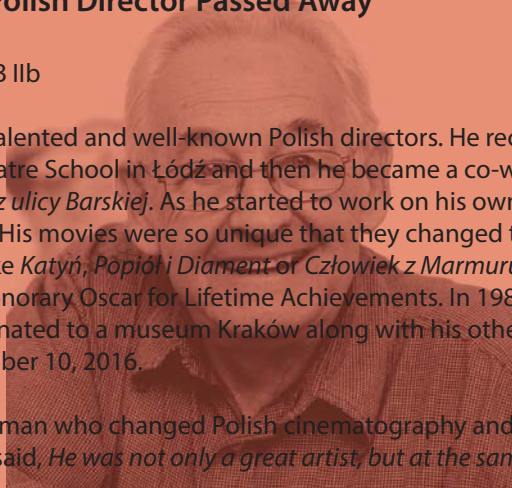 Polish Director Passed Away
3 IIb
alented and well-known Polish directors. He rec
atre School in Łódź and then he became a co-w
z ulicy Barskiej. As he started to work on his own
His movies were so unique that they changed t
ke Katyń, Popiół i Diament or Człowiek z Marmuru
onorary Oscar for Lifetime Achievements. In 198
nated to a museum Kraków along with his othe
ber 10, 2016.
man who changed Polish cinematography and
said, He was not only a great artist, but at the sam